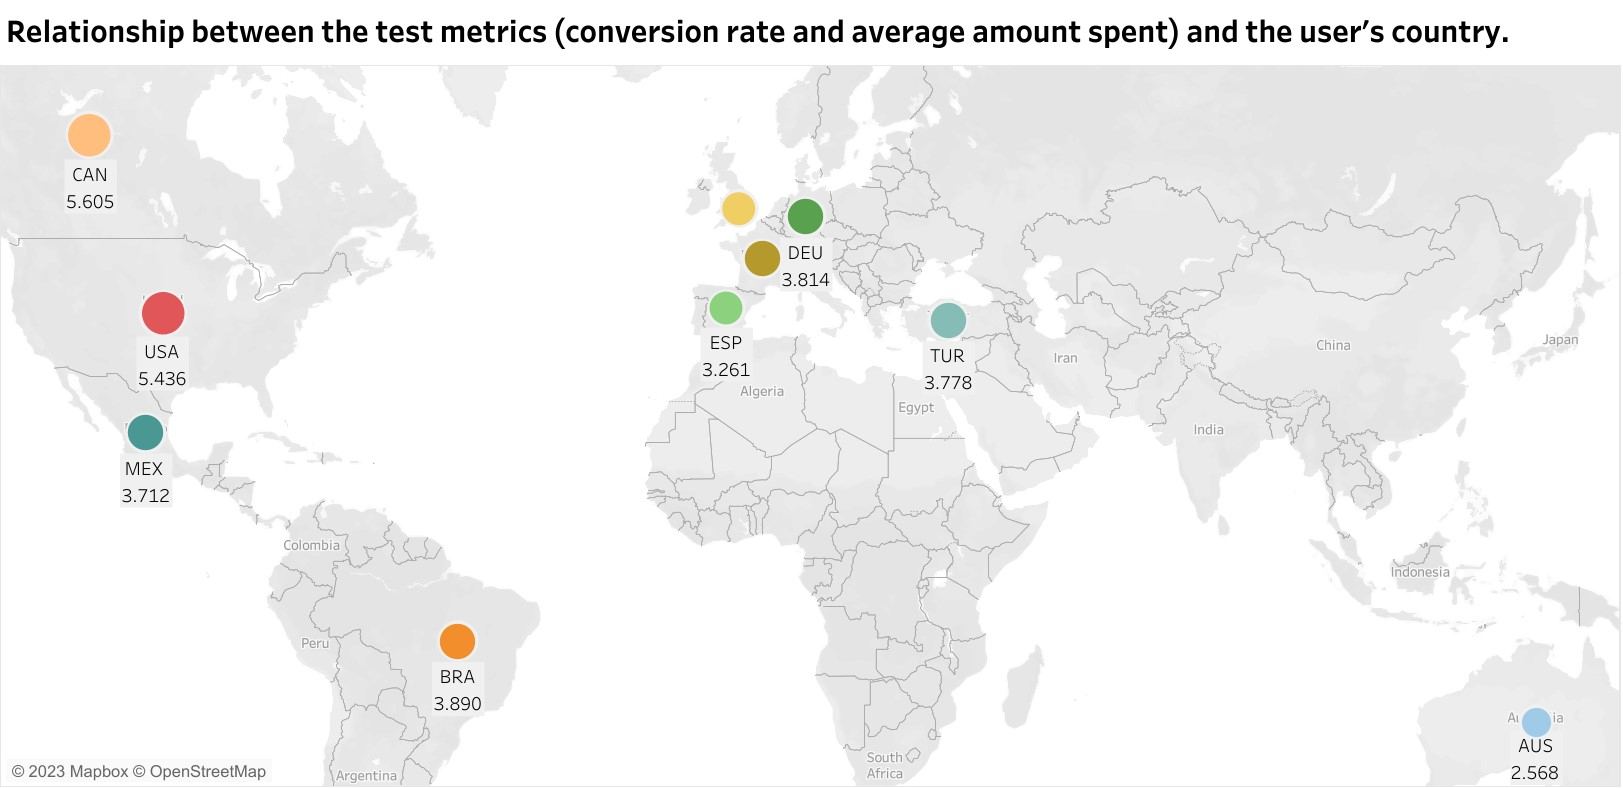 Relationship between the test metrics (conversion rate and average amount spent) and the user’s country.
CAN
5.605
USA
5.436
MEX
3.712
BRA
3.890
DEU
3.814
ESP
3.261
TUR
3.778
AUS
2.568
Colombia
Peru
Argentina
Algeria
Egypt
South
Africa
Iran
India
China
Japan
Indonesia
© 2023 Mapbox © OpenStreetMap